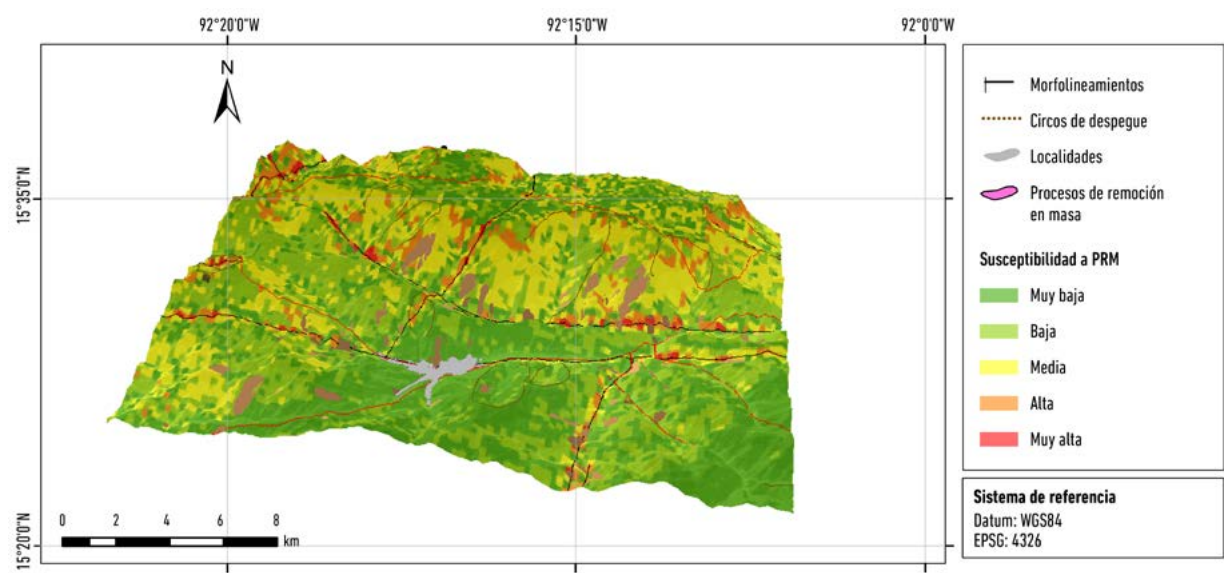 92°20'0"W
92°15'0"W
92°0'0"W
N
15°35'0"N
15°20'0"N
0
2
4
6
8
km
Morfolineamientos
Circos de despegue
Localidades
Procesos de remoción
en masa
Susceptibilidad a PRM
Muy baja
Baja
Media
Alta
Muy alta
Sistema de referencia
Datum: WGS84
EPSG: 4326